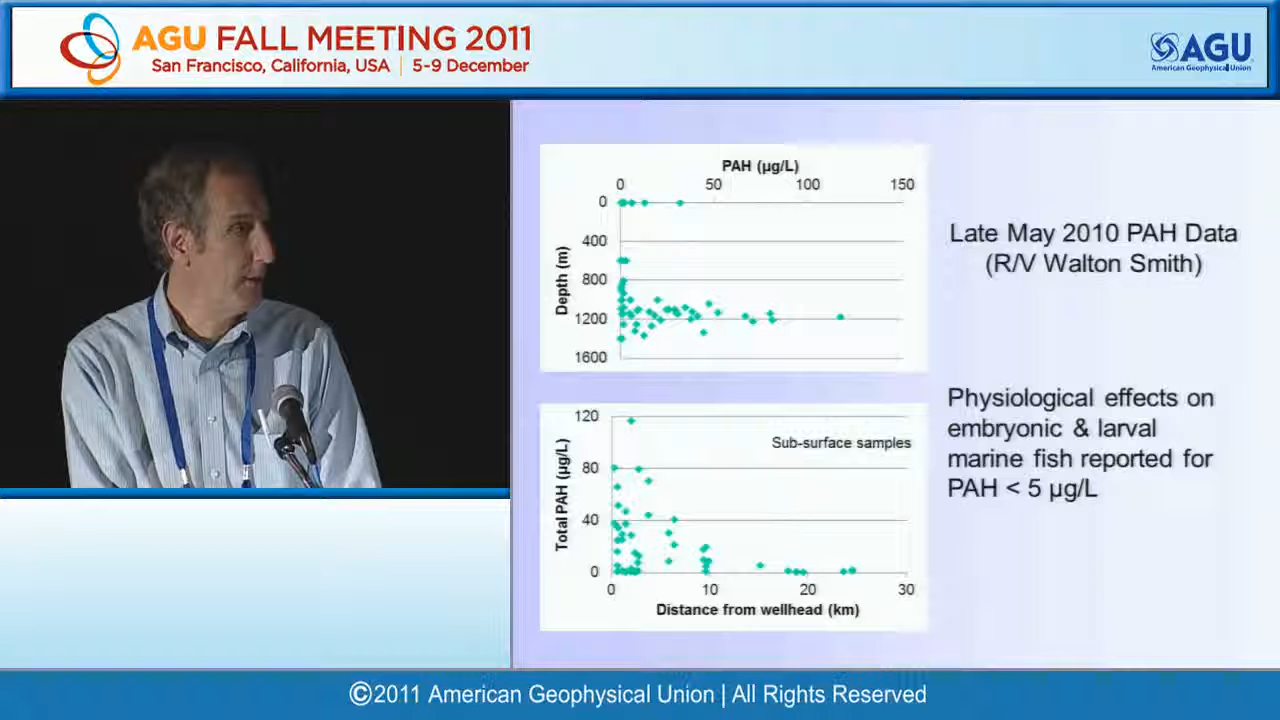 AGU FALL MEETING 2011
San Francisco, California, USA | 5-9 December
AGU
American Geophysical Union
PAH (µg/L)
0 50 100 150
0
400
800
1200
1600
Depth (m)
Late May 2010 PAH Data
(R/V Walton Smith)
120
80
40
0
Total PAH (µg/L)
Sub-surface samples
0 10 20 30
Distance from wellhead (km)
Physiological effects on
embryonic & larval
marine fish reported for
PAH < 5 µg/L
©2011 American Geophysical Union | All Rights Reserved